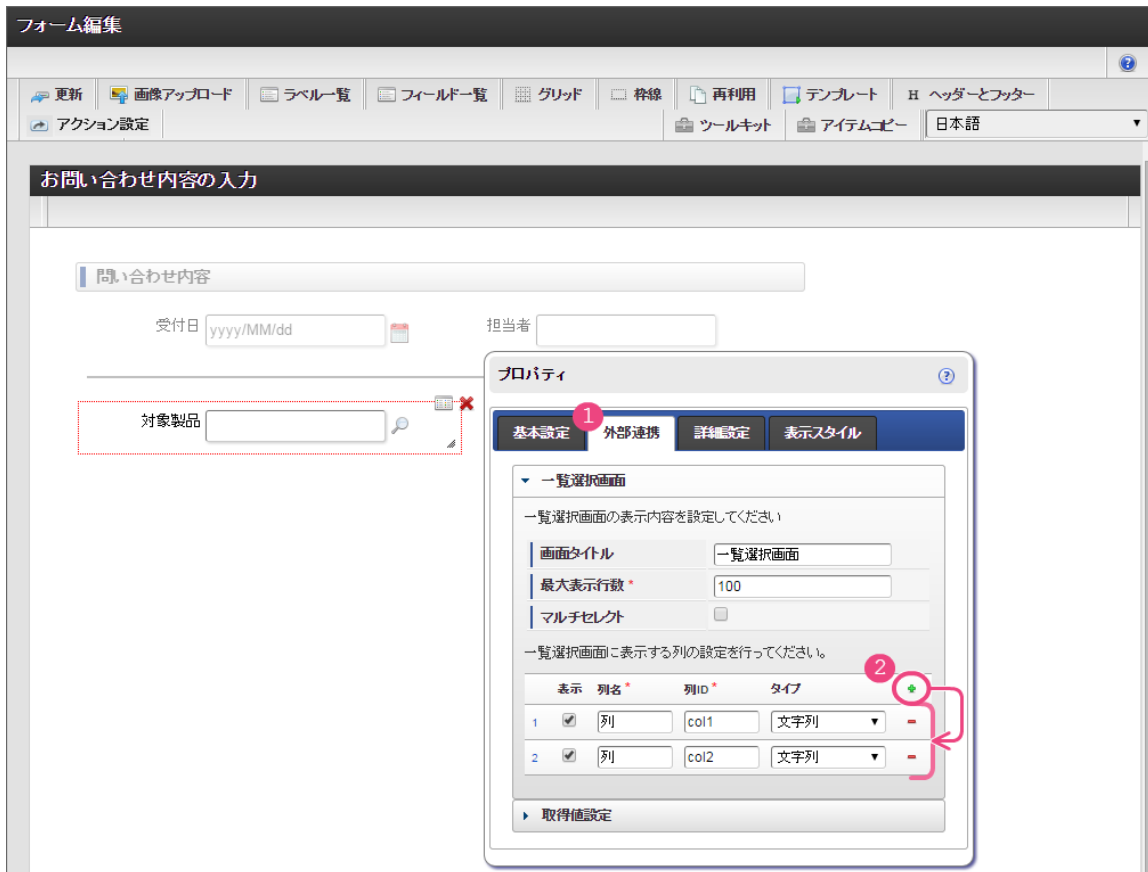 フォーム編集
更新 画像アップロード ラベル一覧 フィールド一覧 グリッド 枠線 再利用 テンプレート H ヘッダーとフッター
アクション設定 ツールキット アイテムコピー 日本語
お問い合わせ内容の入力
問い合わせ内容
受付日 yyyy/MM/dd 担当者
プロパティ
対象製品
1
基本設定 外部連携 詳細設定 表示スタイル
一覧選択画面
一覧選択画面の表示内容を設定してください
画面タイトル 一覧選択画面
最大表示行数 * 100
マルチセレクト
一覧選択画面に表示する列の設定を行ってください。
2
表示 列名 * 列ID * タイプ
1 列 col1 文字列
2 列 col2 文字列
取得値設定